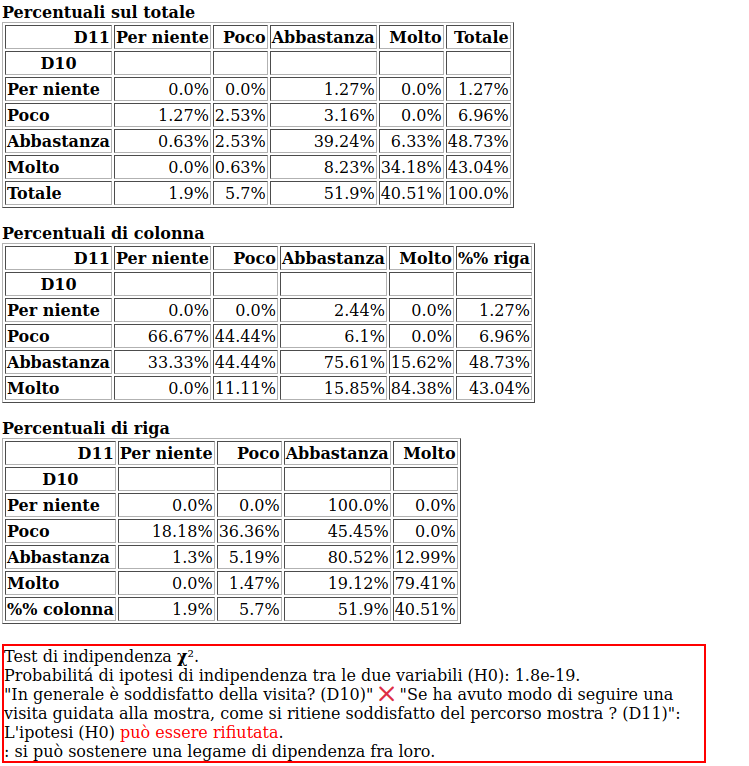 Percentuali sul totale
D11 Per niente Poco Abbastanza Molto Totale
D10
Per niente 0.0% 0.0% 1.27% 0.0% 1.27%
Poco 1.27% 2.53% 3.16% 0.0% 6.96%
Abbastanza 0.63% 2.53% 39.24% 6.33% 48.73%
Molto 0.0% 0.63% 8.23% 34.18% 43.04%
Totale 1.9% 5.7% 51.9% 40.51% 100.0%
Percentuali di colonna
D11 Per niente Poco Abbastanza Molto %% riga
D10
Per niente 0.0% 0.0% 2.44% 0.0% 1.27%
Poco 66.67% 44.44% 6.1% 0.0% 6.96%
Abbastanza 33.33% 44.44% 75.61% 15.62% 48.73%
Molto 0.0% 11.11% 15.85% 84.38% 43.04%
Percentuali di riga
D11 Per niente Poco Abbastanza Molto
D10
Per niente 0.0% 0.0% 100.0% 0.0%
Poco 18.18% 36.36% 45.45% 0.0%
Abbastanza 1.3% 5.19% 80.52% 12.99%
Molto 0.0% 1.47% 19.12% 79.41%
%% colonna 1.9% 5.7% 51.9% 40.51%
Test di indipendenza χ².
Probabilitá di ipotesi di indipendenza tra le due variabili (H0): 1.8e-19.
"In generale è soddisfatto della visita? (D10)" ❌ "Se ha avuto modo di seguire una
visita guidata alla mostra, come si ritiene soddisfatto del percorso mostra ? (D11)":
L'ipotesi (H0) può essere rifiutata.
: si può sostenere una legame di dipendenza fra loro.